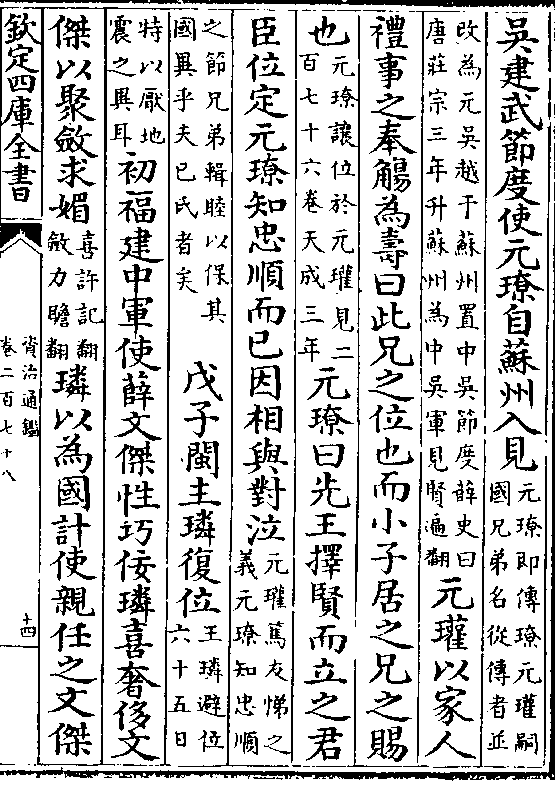 吳建武節度使元璙自蘇州入見元璙即傳璙元瓘嗣國兄弟名從傳者並
改為元吳越于蘇州置中吳節度薛史曰唐莊宗三年升蘇州為中吳軍見賢遍翻元瓘以家人
禮事之奉觴為壽曰此兄之位也而小子居之兄之賜
也元璙讓位於元瓘見二百七十六卷天成三年元璙曰先王擇賢而立之君
臣位定元璙知忠順而已因相與對泣元瓘篤友悌之義元璙知忠順
之節兄弟輯睦以保其國異乎夫已氏者矣 戊子閩主璘復位王璘避位六十五日
特以厭地震之異耳初福建中軍使薛文傑性巧佞璘喜奢侈文
傑以聚斂求媚喜許記翻斂力瞻翻璘以為國計使親任之文傑
欽定四庫全書
資治通鑑
卷二百七十八
十四